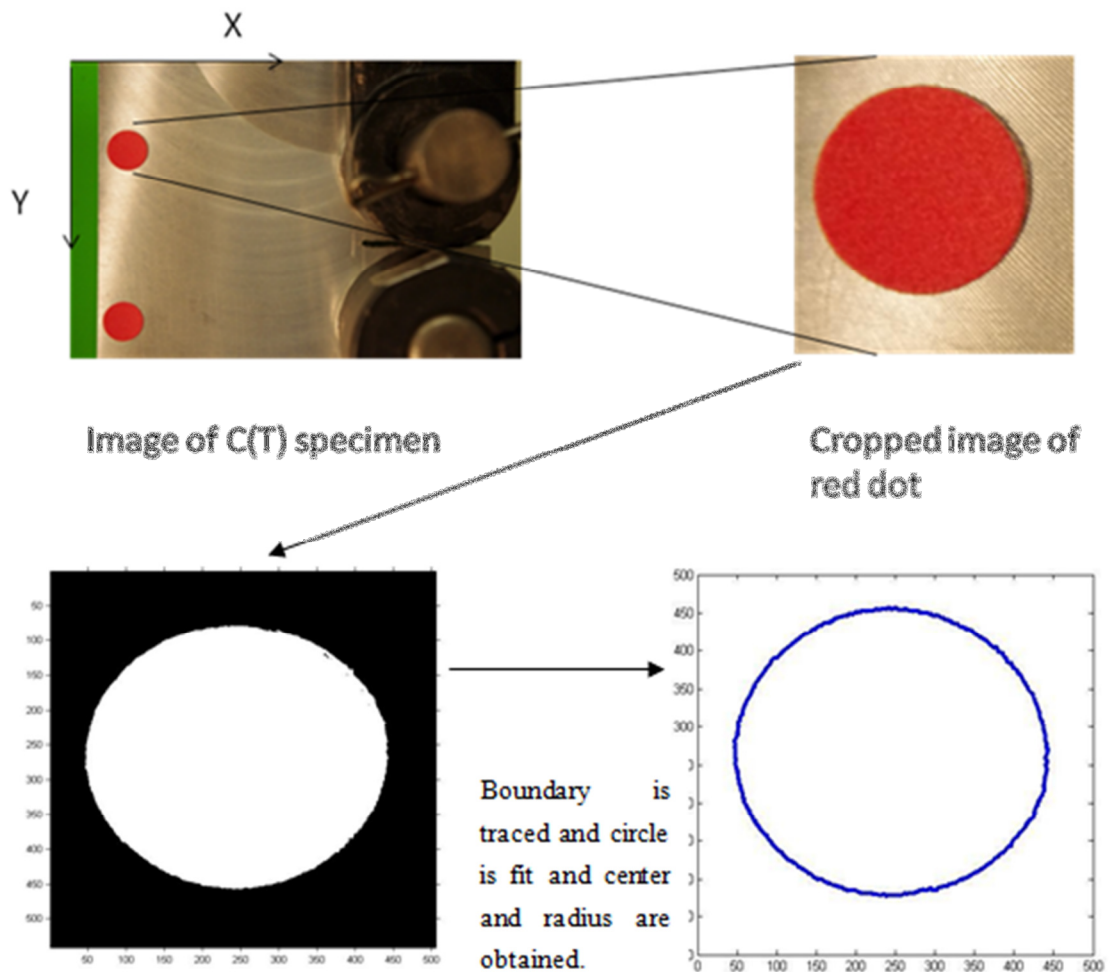 X
Y
Image of C(T) specimen
Cropped image of
red dot
50
100
150
200
250
300
350
400
450
500
50 100 150 200 250 300 350 400 450 500
Boundary is
traced and circle
is fit and center
and radius are
obtained.
500
450
400
350
300
0 50 100 150 200 250 300 350 400 450 500